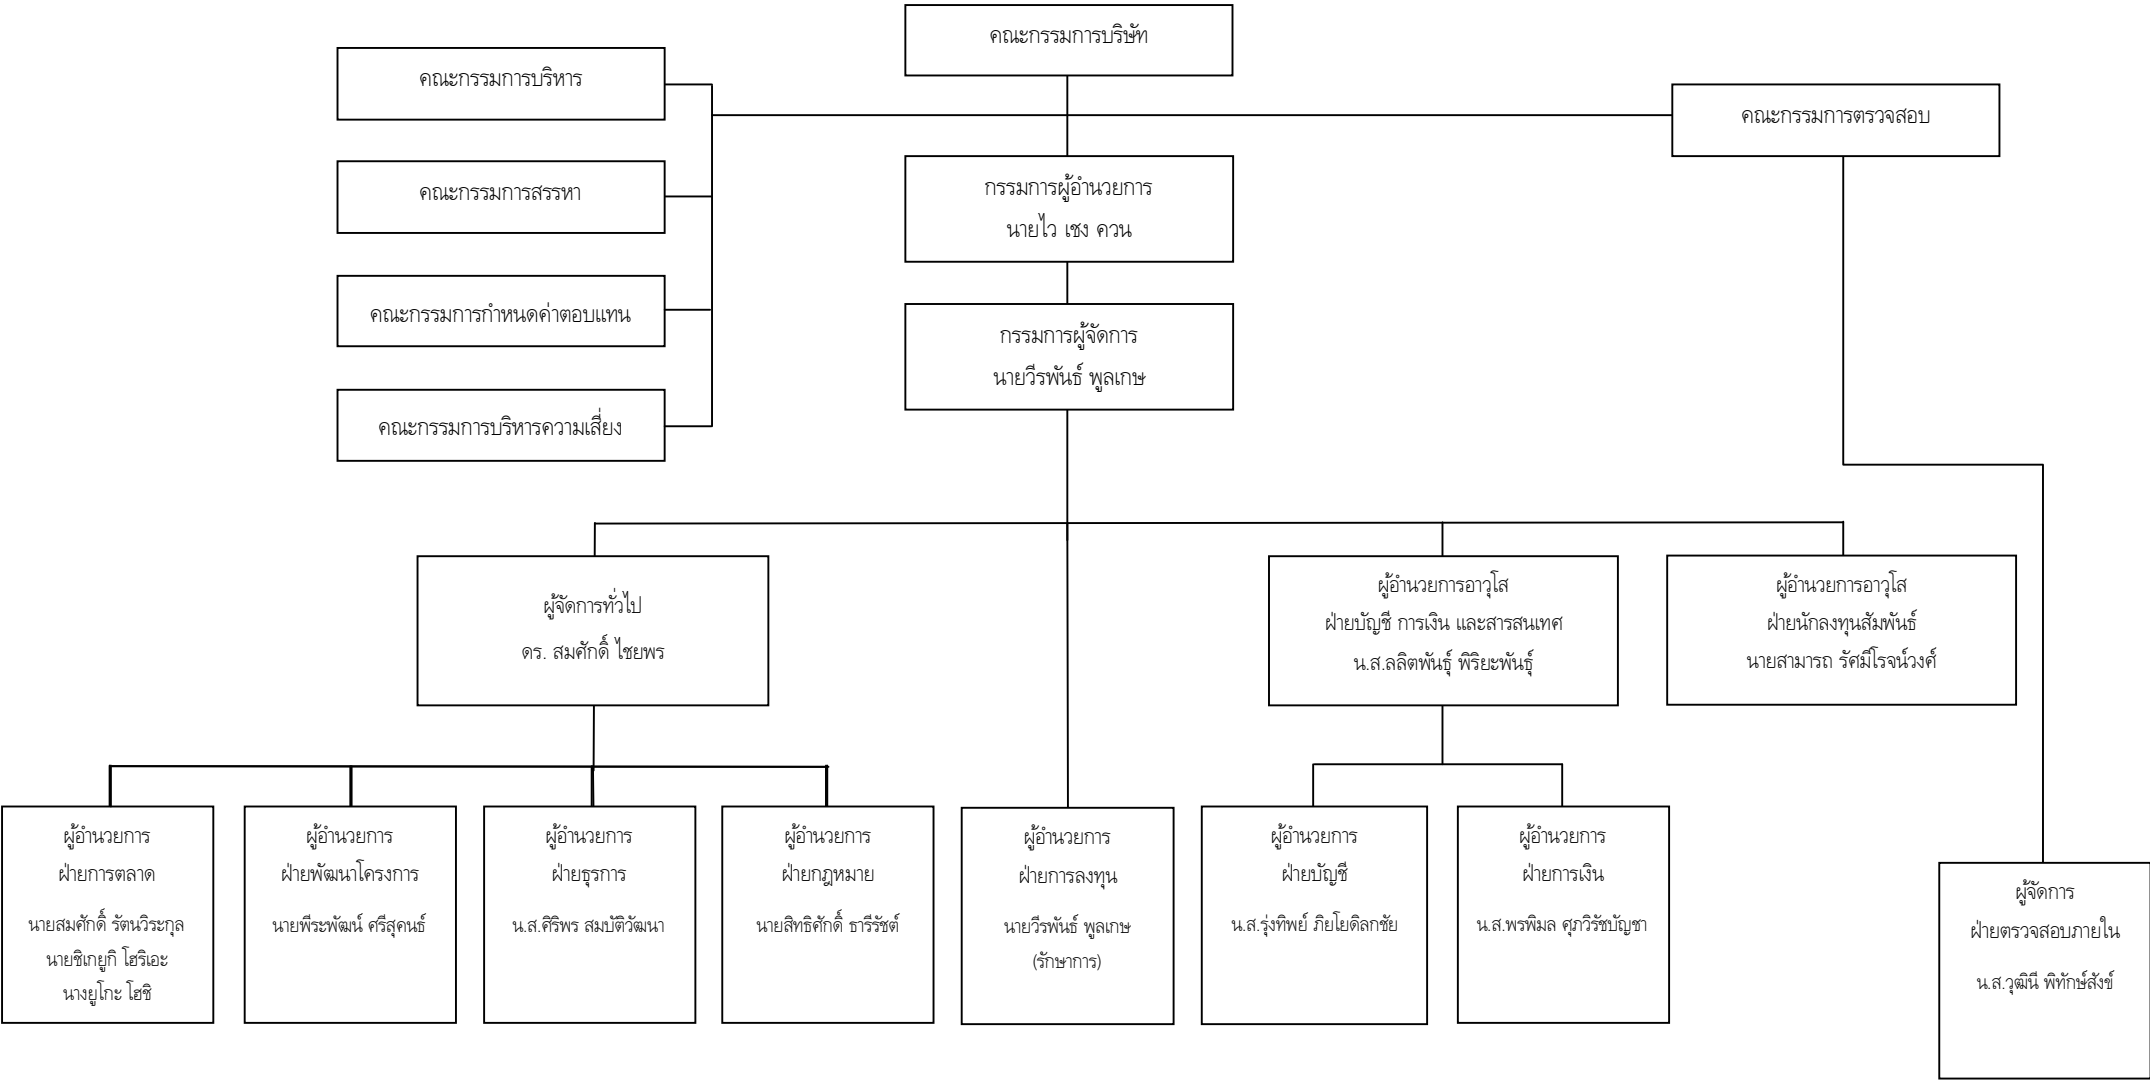 คณะกรรมการบริษัท
คณะกรรมการบริหาร
คณะกรรมการตรวจสอบ
คณะกรรมการสรรหา
กรรมการผู้อำนวยการ
นายไว เชง ควน
คณะกรรมการกำหนดค่าตอบแทน
กรรมการผู้จัดการ
นายวีรพันธ์ พูลเกษ
คณะกรรมการบริหารความเสี่ยง
ผู้จัดการทั่วไป
ดร. สมศักดิ์ ไชยพร
ผู้อำนวยการอาวุโส
ฝ่ายบัญชี การเงิน และสารสนเทศ
น.ส.ลลิตพันธุ์ พิริยะพันธุ์
ผู้อำนวยการอาวุโส
ฝ่ายนักลงทุนสัมพันธ์
นายสามารถ รัศมีโรจน์วงศ์
ผู้อำนวยการ
ฝ่ายการตลาด
นายสมศักดิ์ รัตนวิระกุล
นายชิเกยูกิ โฮริเอะ
นางยูโกะ โฮชิ
ผู้อำนวยการ
ฝ่ายพัฒนาโครงการ
นายพีระพัฒน์ ศรีสุคนธ์
ผู้อำนวยการ
ฝ่ายธุรการ
น.ส.ศิริพร สมบัติวัฒนา
ผู้อำนวยการ
ฝ่ายกฎหมาย
นายสิทธิศักดิ์ ธารีรัชต์
ผู้อำนวยการ
ฝ่ายการลงทุน
นายวีรพันธ์ พูลเกษ
(รักษาการ)
ผู้อำนวยการ
ฝ่ายบัญชี
น.ส.รุ่งทิพย์ ภิยโยดิลกชัย
ผู้อำนวยการ
ฝ่ายการเงิน
น.ส.พรพิมล ศุภวิรัชบัญชา
ผู้จัดการ
ฝ่ายตรวจสอบภายใน
น.ส.วุฒินี พิทักษ์สังข์